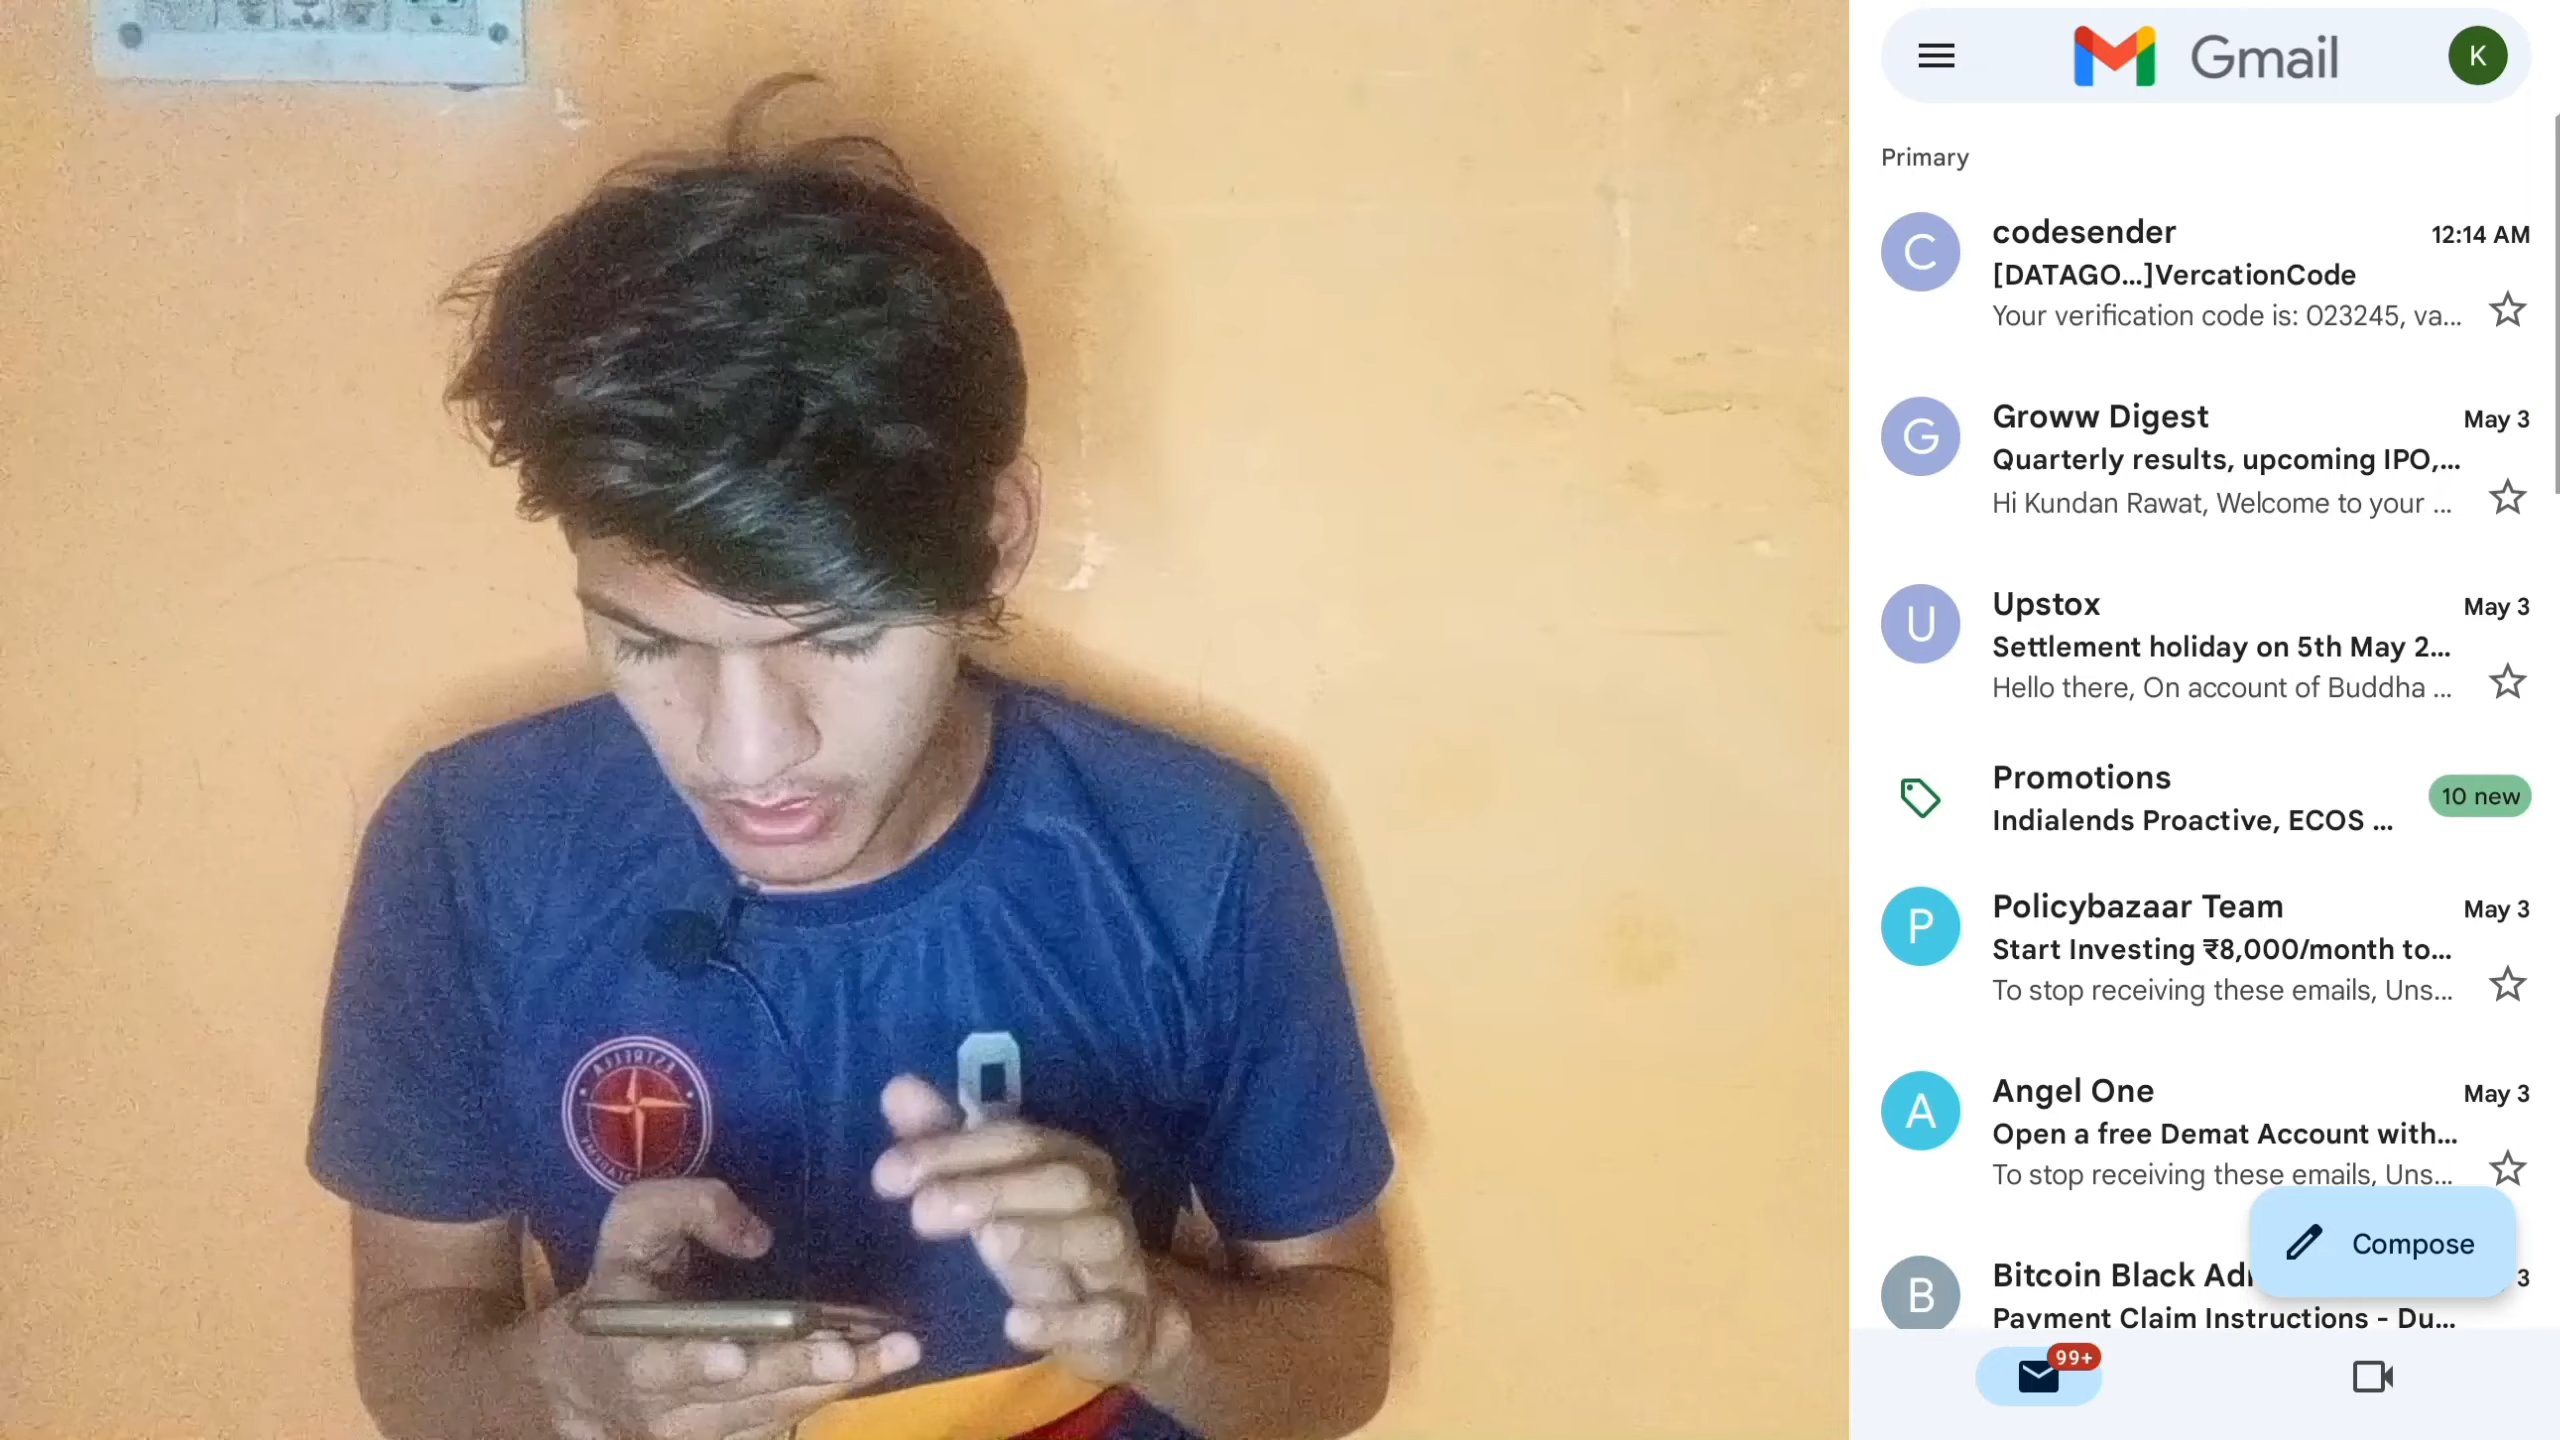 Gmail
K
Primary
C
codesender
12:14 AM
[DATAGO...]VercationCode
Your verification code is: 023245, va...
G
Groww Digest
May 3
Quarterly results, upcoming IPO,...
Hi Kundan Rawat, Welcome to your ...
U
Upstox
May 3
Settlement holiday on 5th May 2...
Hello there, On account of Buddha ...
Promotions
10 new
Indialends Proactive, ECOS ...
P
Policybazaar Team
May 3
Start Investing ₹8,000/month to...
To stop receiving these emails, Uns...
A
Angel One
May 3
Open a free Demat Account with...
To stop receiving these emails, Uns...
Compose
B
Bitcoin Black Ad
3
Payment Claim Instructions - Du...
99+
ESTRELLA